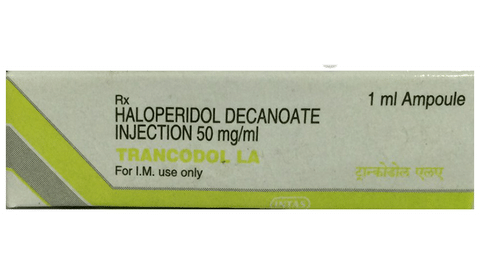 Rx
HALOPERIDOL DECANOATE
INJECTION 50 mg/ml
1 ml Ampoule
TRANCODOL LA
For I.M. use only
ट्रान्कोडोल एलए
INTAS